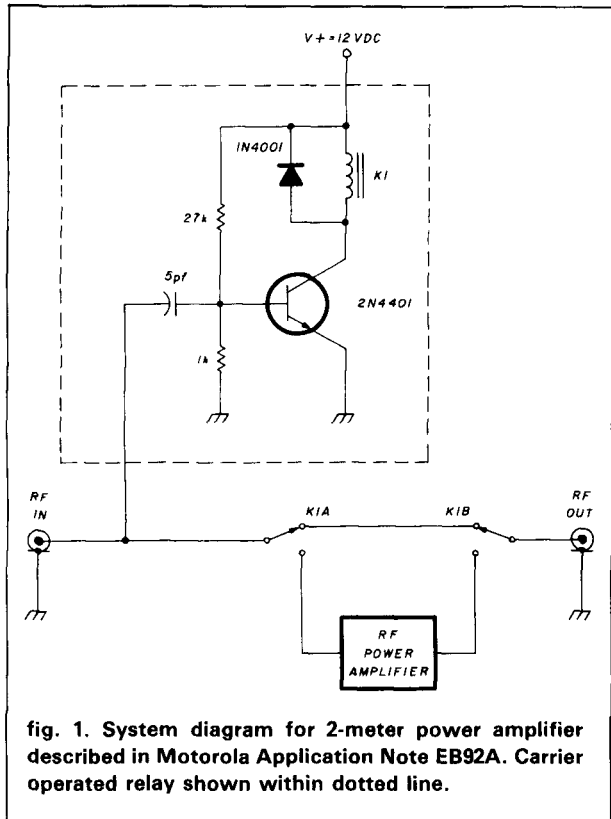 V+=12 VDC
1N4001
K1
27k
5pf
2N4401
1k
RF
IN
K1A
K1B
RF
OUT
RF
POWER
AMPLIFIER
fig. 1. System diagram for 2-meter power amplifier
described in Motorola Application Note EB92A. Carrier
operated relay shown within dotted line.